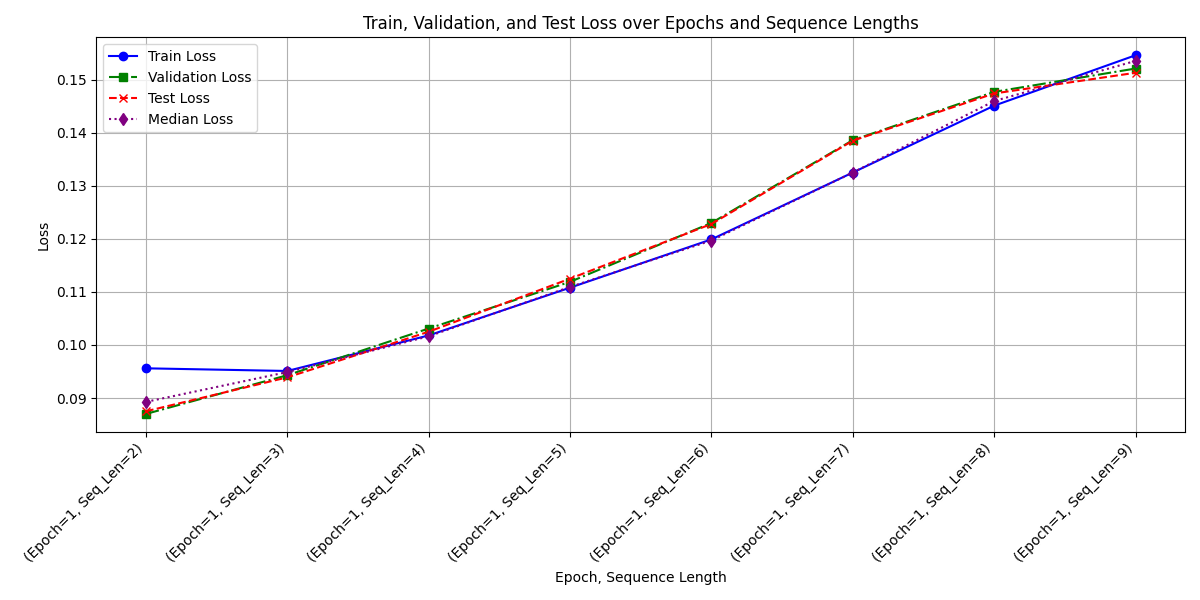 Train, Validation, and Test Loss over Epochs and Sequence Lengths
Train Loss
Validation Loss
Test Loss
Median Loss
Loss
0.15
0.14
0.13
0.12
0.11
0.10
0.09
(Epoch=1, Seq_Len=2)
(Epoch=1, Seq_Len=3)
(Epoch=1, Seq_Len=4)
(Epoch=1, Seq_Len=5)
(Epoch=1, Seq_Len=6)
(Epoch=1, Seq_Len=7)
(Epoch=1, Seq_Len=8)
(Epoch=1, Seq_Len=9)
Epoch, Sequence Length